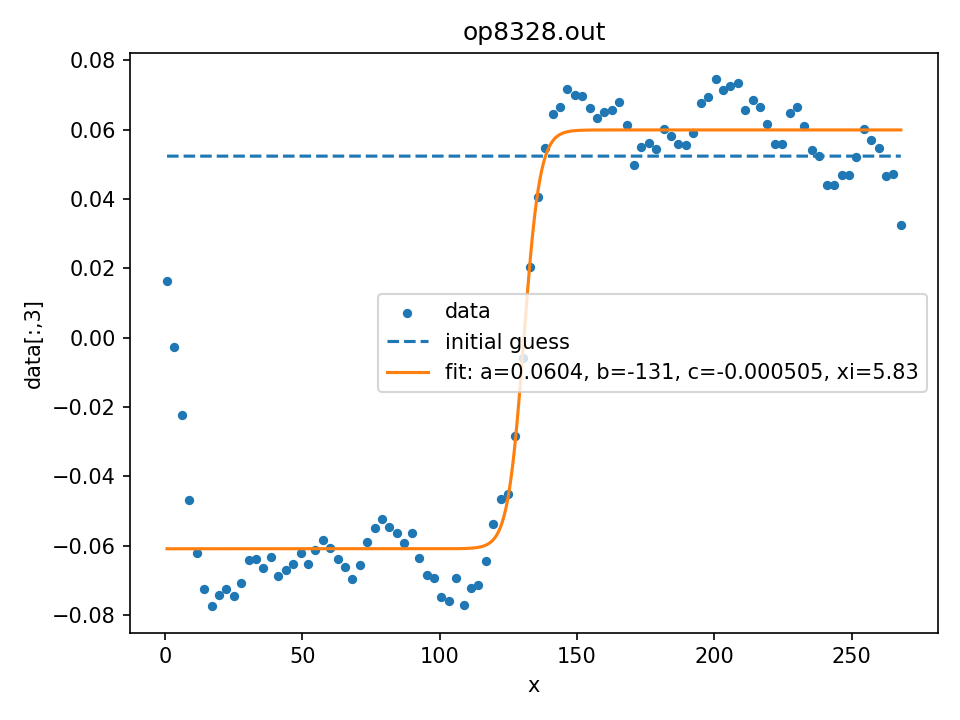 op8328.out
0.08
0.06
0.04
0.02
0.00
−0.02
−0.04
−0.06
−0.08
data[:,3]
data
initial guess
fit: a=0.0604, b=-131, c=-0.000505, xi=5.83
0 50 100 150 200 250
x